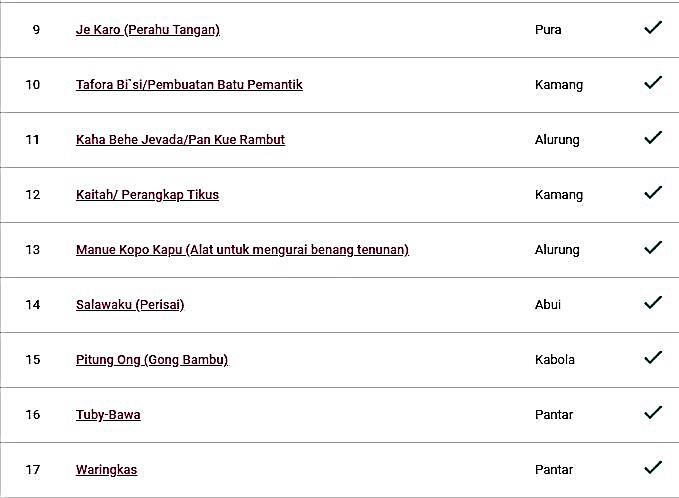 9 Je Karo (Perahu Tangan) Pura ✓
10 Tafora Bi`si/Pembuatan Batu Pemantik Kamang ✓
11 Kaha Behe Jevada/Pan Kue Rambut Alurung ✓
12 Kaitah/ Perangkap Tikus Kamang ✓
13 Manue Kopo Kapu (Alat untuk mengurai benang tenunan) Alurung ✓
14 Salawaku (Perisai) Abui ✓
15 Pitung Ong (Gong Bambu) Kabola ✓
16 Tuby-Bawa Pantar ✓
17 Waringkas Pantar ✓